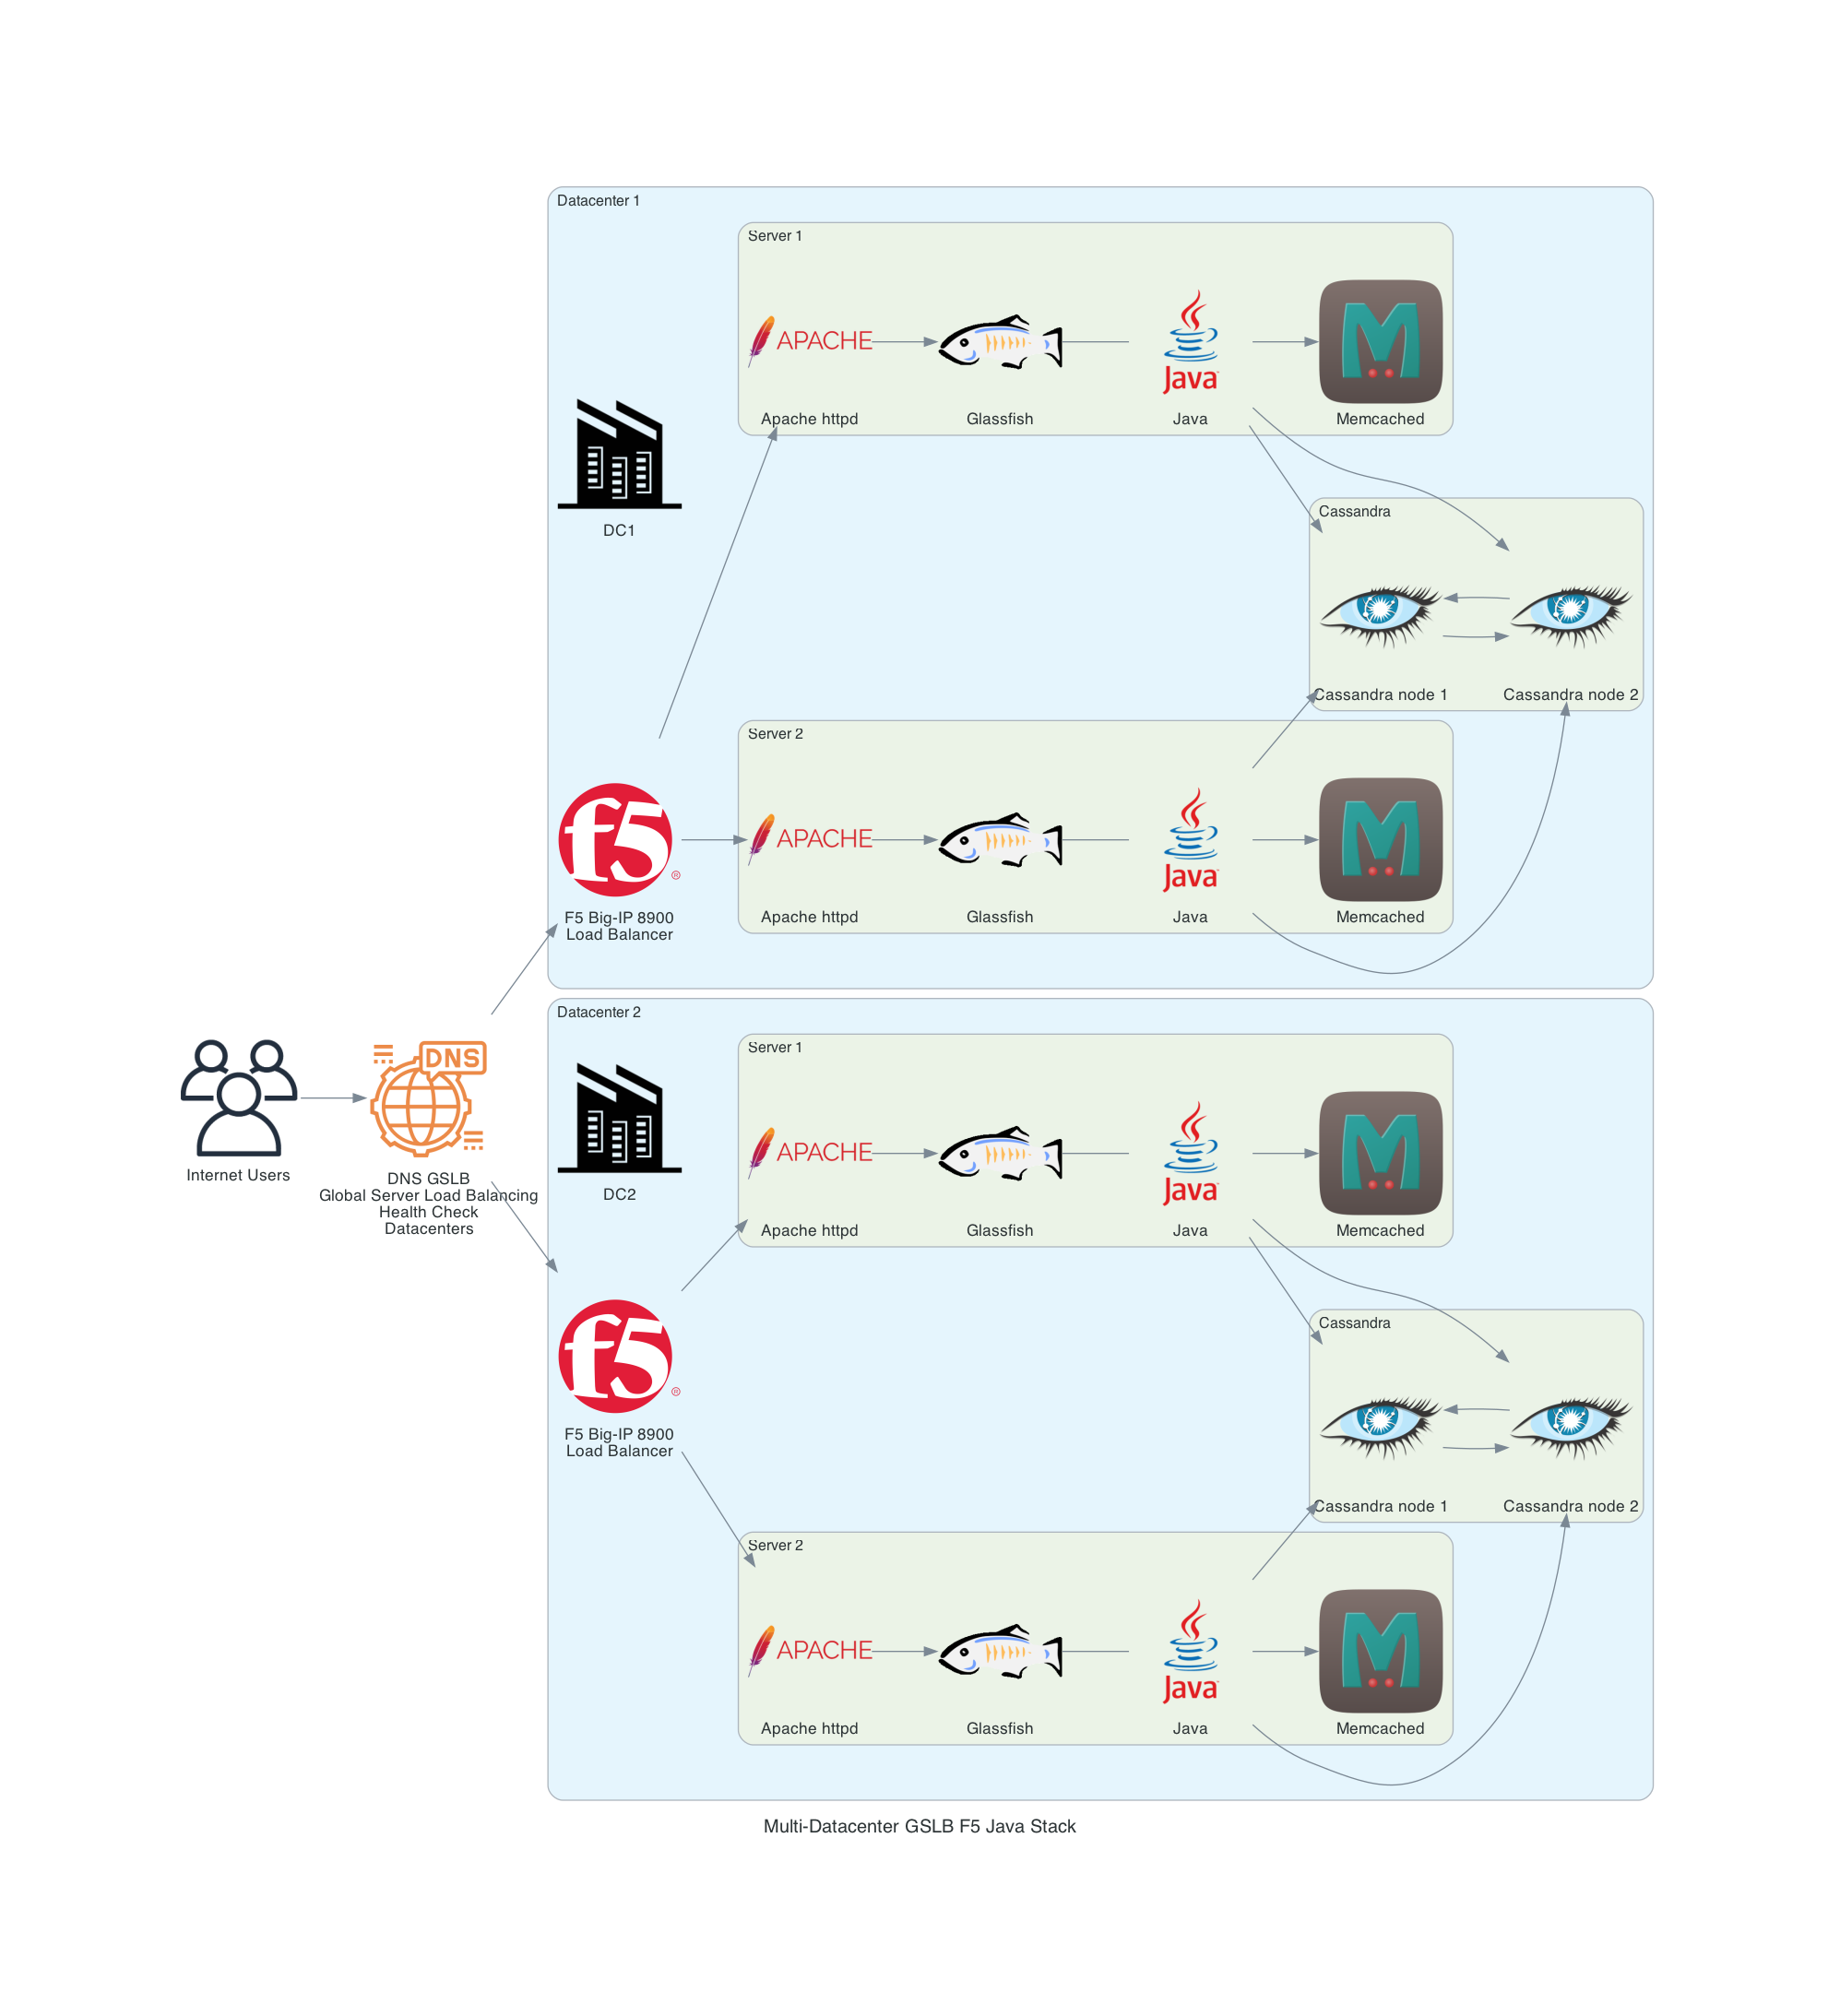 Datacenter 1
Server 1
APACHE
Java
Apache httpd
Glassfish
Java
Memcached
DC1
Cassandra
Cassandra node 1
Cassandra node 2
Server 2
f5
®
APACHE
Java
F5 Big-IP 8900
Load Balancer
Apache httpd
Glassfish
Java
Memcached
DNS
Internet Users
DNS GSLB
Global Server Load Balancing
Health Check
Datacenters
Datacenter 2
Server 1
APACHE
Java
DC2
Apache httpd
Glassfish
Java
Memcached
Cassandra
f5
®
F5 Big-IP 8900
Load Balancer
Cassandra node 1
Cassandra node 2
Server 2
APACHE
Java
Apache httpd
Glassfish
Java
Memcached
Multi-Datacenter GSLB F5 Java Stack